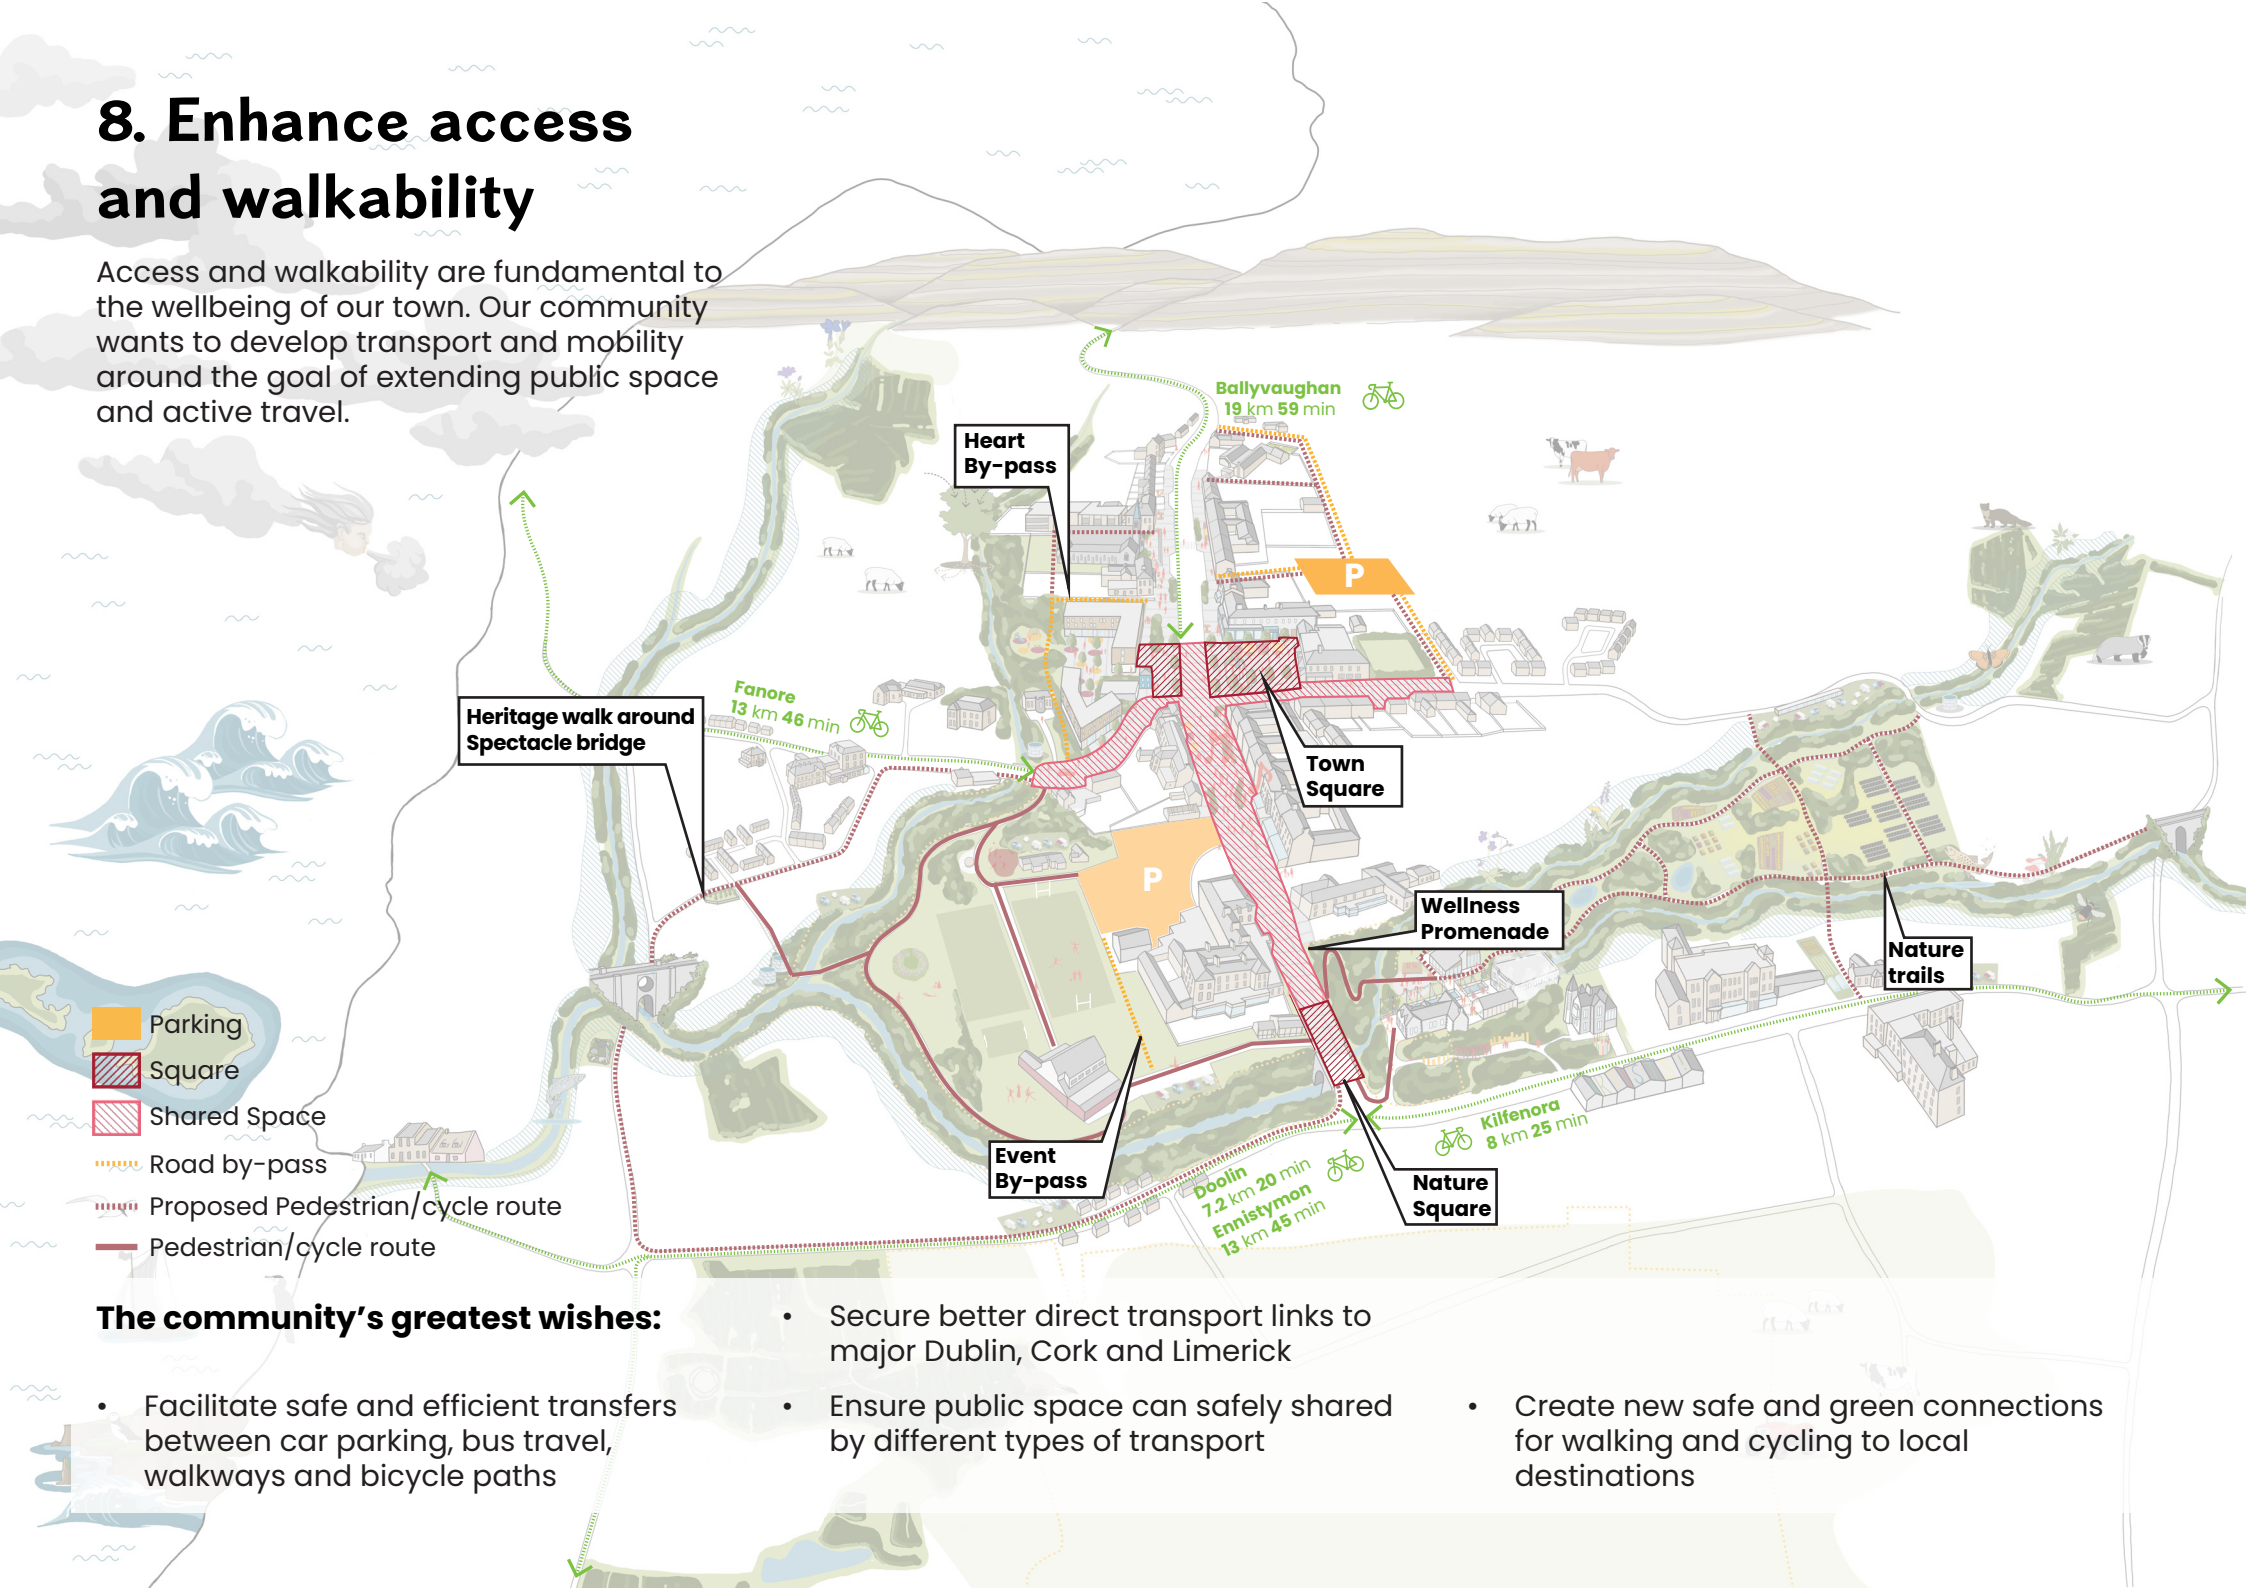 8. Enhance access
and walkability
Access and walkability are fundamental to
the wellbeing of our town. Our community
wants to develop transport and mobility
around the goal of extending public space
and active travel.
Ballyvaughan
19 km 59 min
Heart
By-pass
P
Fanore
13 km 46 min
Heritage walk around
Spectacle bridge
Town
Square
P
Wellness
Promenade
Nature
trails
Parking
Square
Shared Space
Road by-pass
Proposed Pedestrian/cycle route
Pedestrian/cycle route
Event
By-pass
Doolin
7.2 km 20 min
Ennistymon
13 km 45 min
Kilfenora
8 km 25 min
Nature
Square
The community's greatest wishes:
• Facilitate safe and efficient transfers
between car parking, bus travel,
walkways and bicycle paths
• Secure better direct transport links to
major Dublin, Cork and Limerick
• Ensure public space can safely shared
by different types of transport
• Create new safe and green connections
for walking and cycling to local
destinations